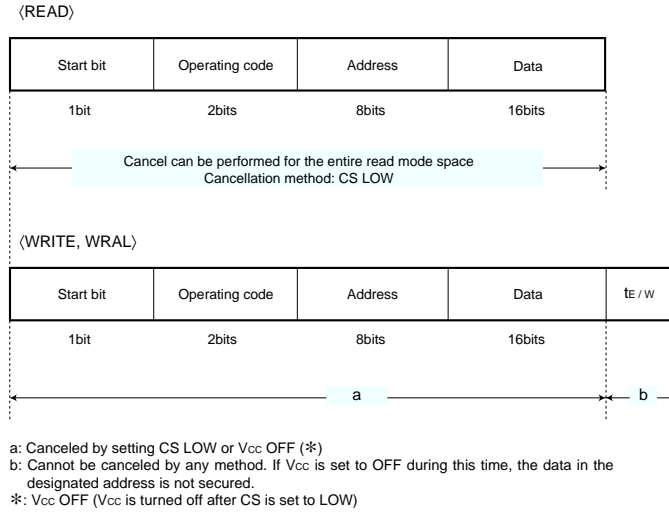 〈READ〉
Start bit Operating code Address Data
1bit 2bits 8bits 16bits
Cancel can be performed for the entire read mode space
Cancellation method: CS LOW
〈WRITE, WRAL〉
Start bit Operating code Address Data tE / W
1bit 2bits 8bits 16bits
a b
a: Canceled by setting CS LOW or VCC OFF (✻)
b: Cannot be canceled by any method. If VCC is set to OFF during this time, the data in the
designated address is not secured.
✻: VCC OFF (VCC is turned off after CS is set to LOW)